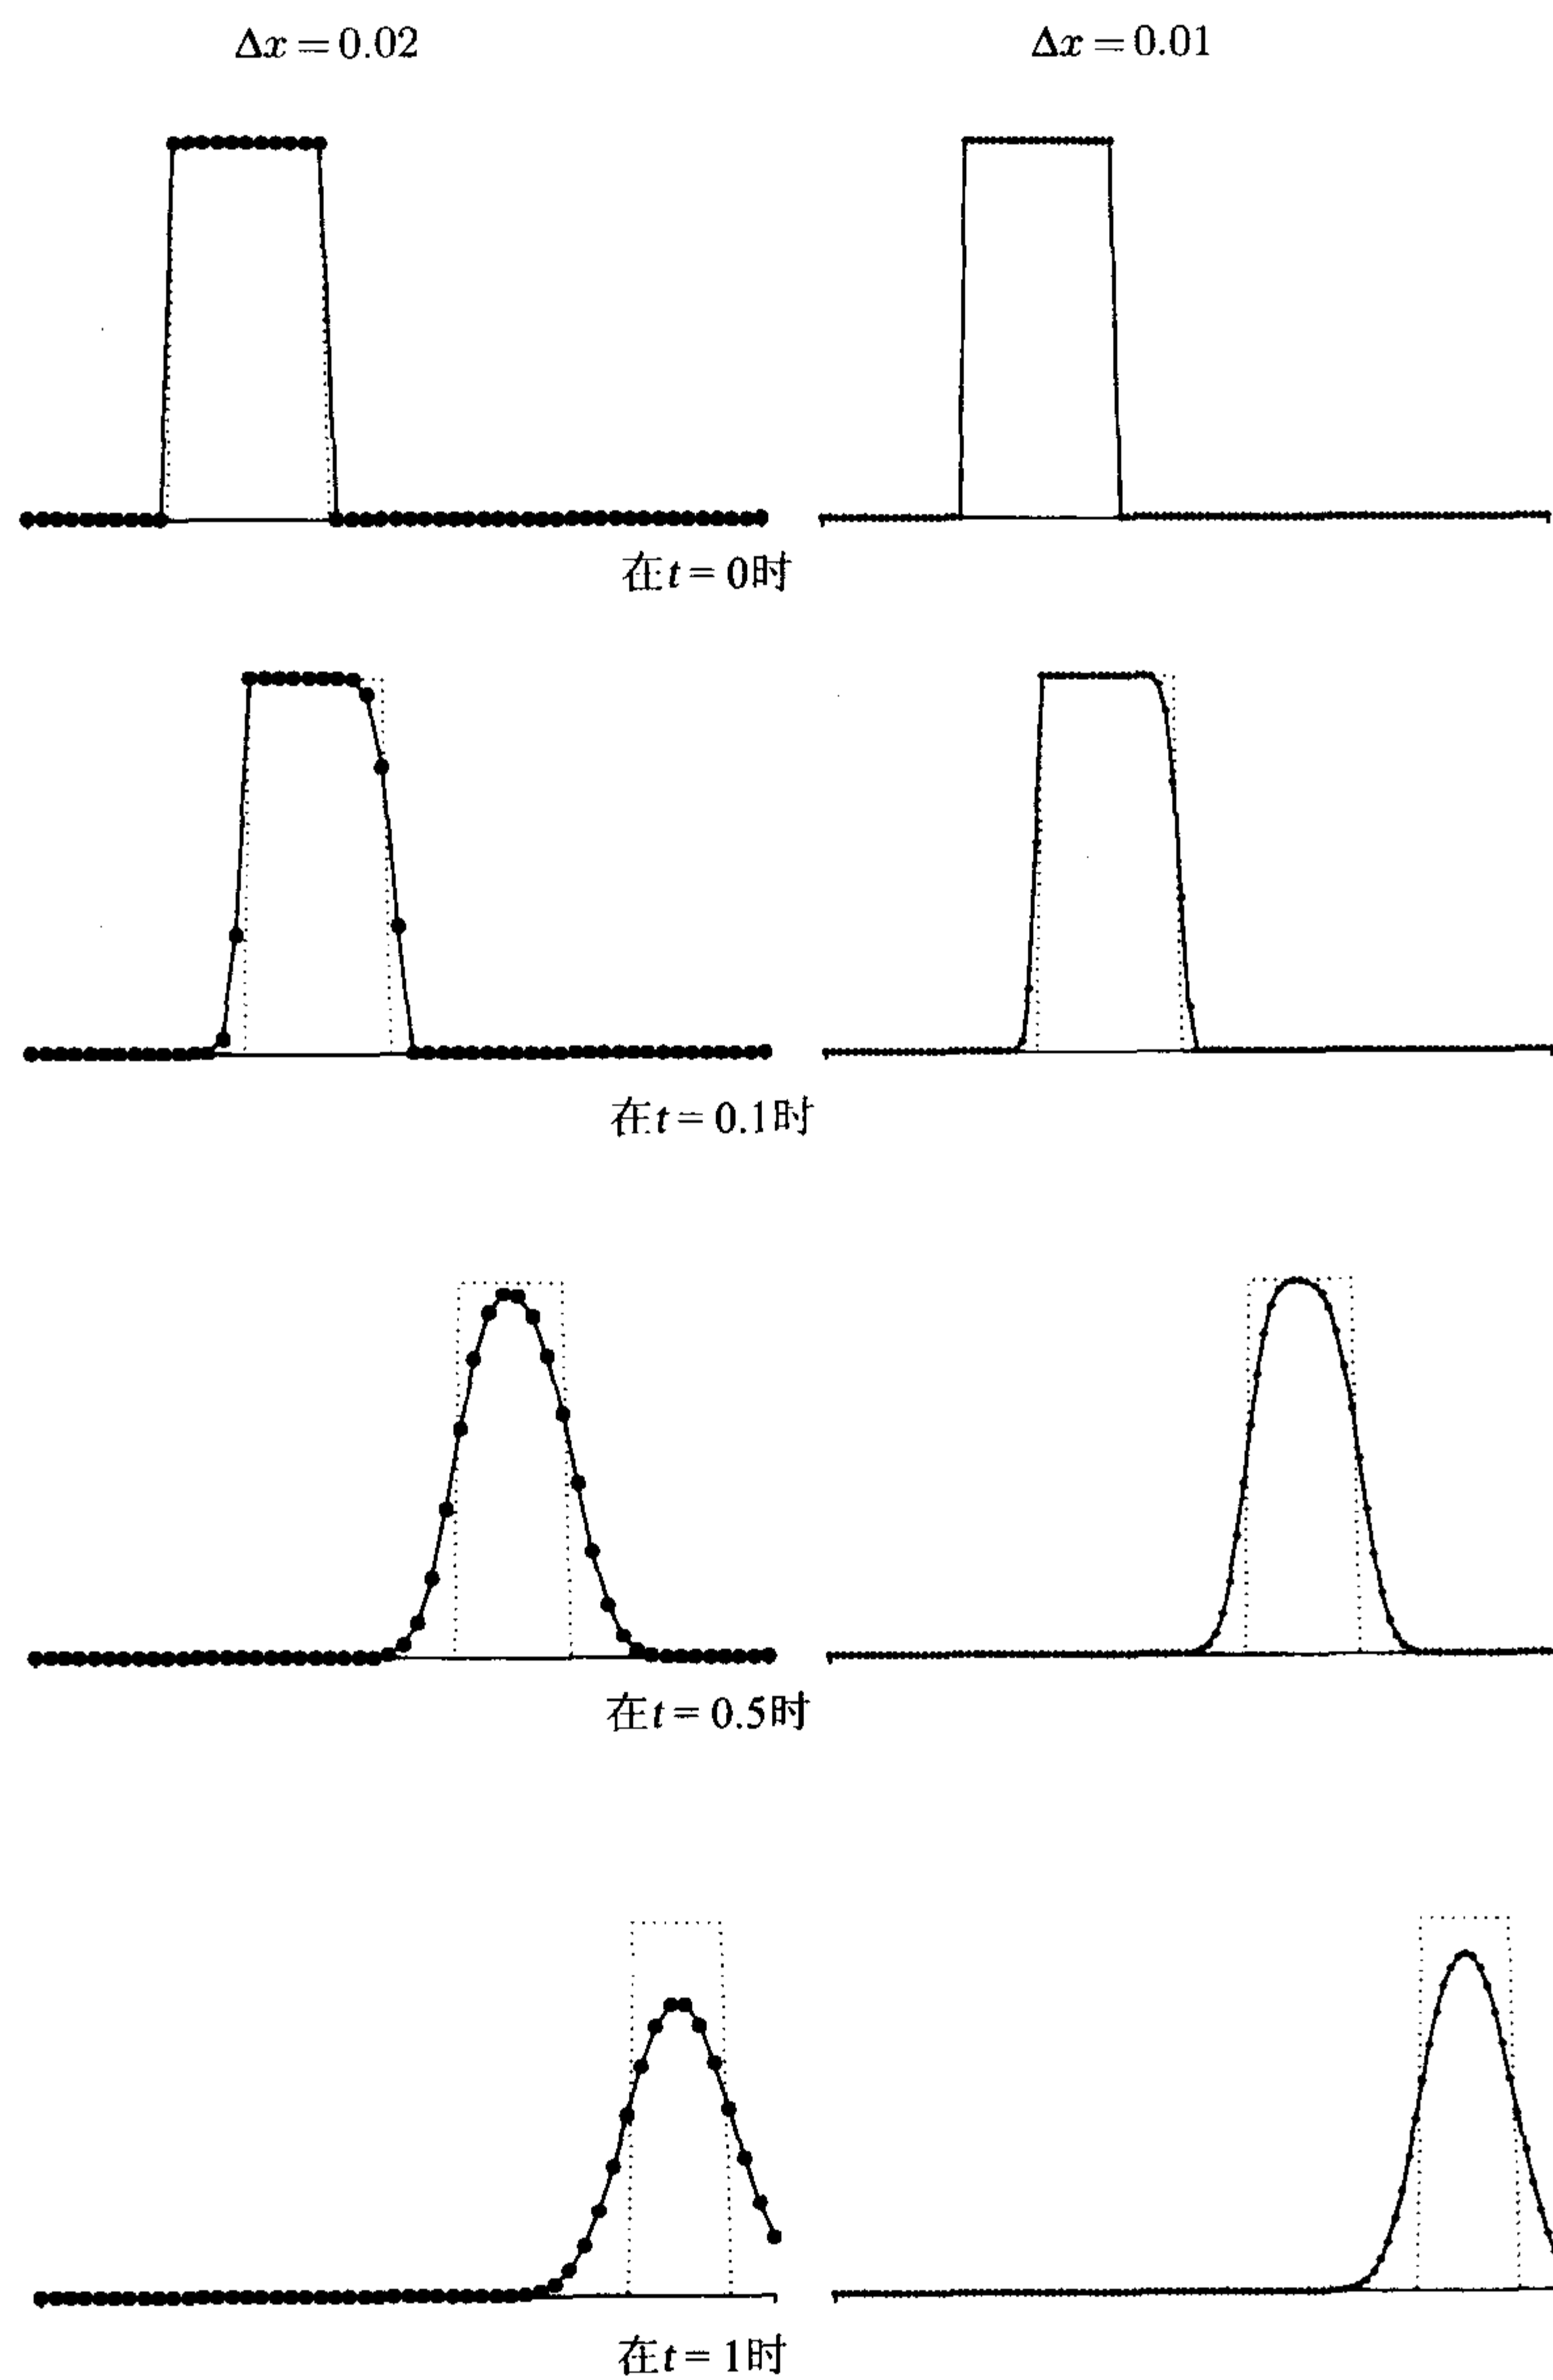 Δx = 0.02
Δx = 0.01
在t = 0时
在t = 0.1时
在t = 0.5时
在t = 1时